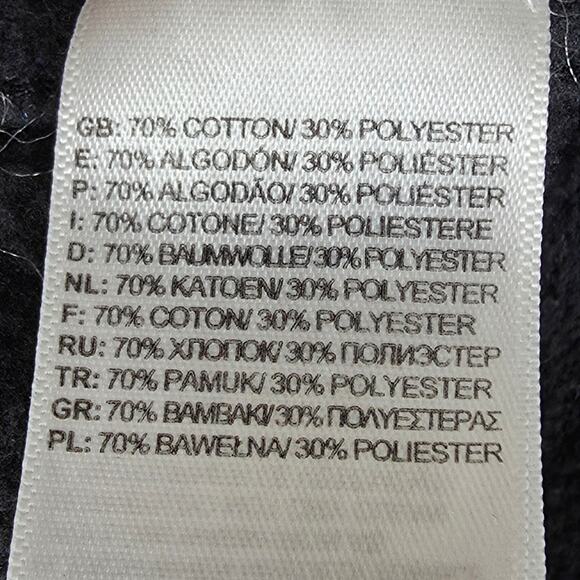 GB: 70% COTTON/ 30% POLYESTER
E: 70% ALGODÓN/ 30% POLIÉSTER
P: 70% ALGODÃO/ 30% POLIÉSTER
I: 70% COTONE/ 30% POLIESTERE
D: 70% BAUMWOLLE/ 30% POLYESTER
NL: 70% KATOEN/ 30% POLYESTER
F: 70% COTON/ 30% POLYESTER
RU: 70% ХЛОПОК/ 30% ПОЛИЭСТЕР
TR: 70% PAMUK/ 30% POLYESTER
GR: 70% ΒΑΜΒΑΚΙ/ 30% ΠΟΛΥΕΣΤΕΡΑΣ
PL: 70% BAWEŁNA/ 30% POLIESTER